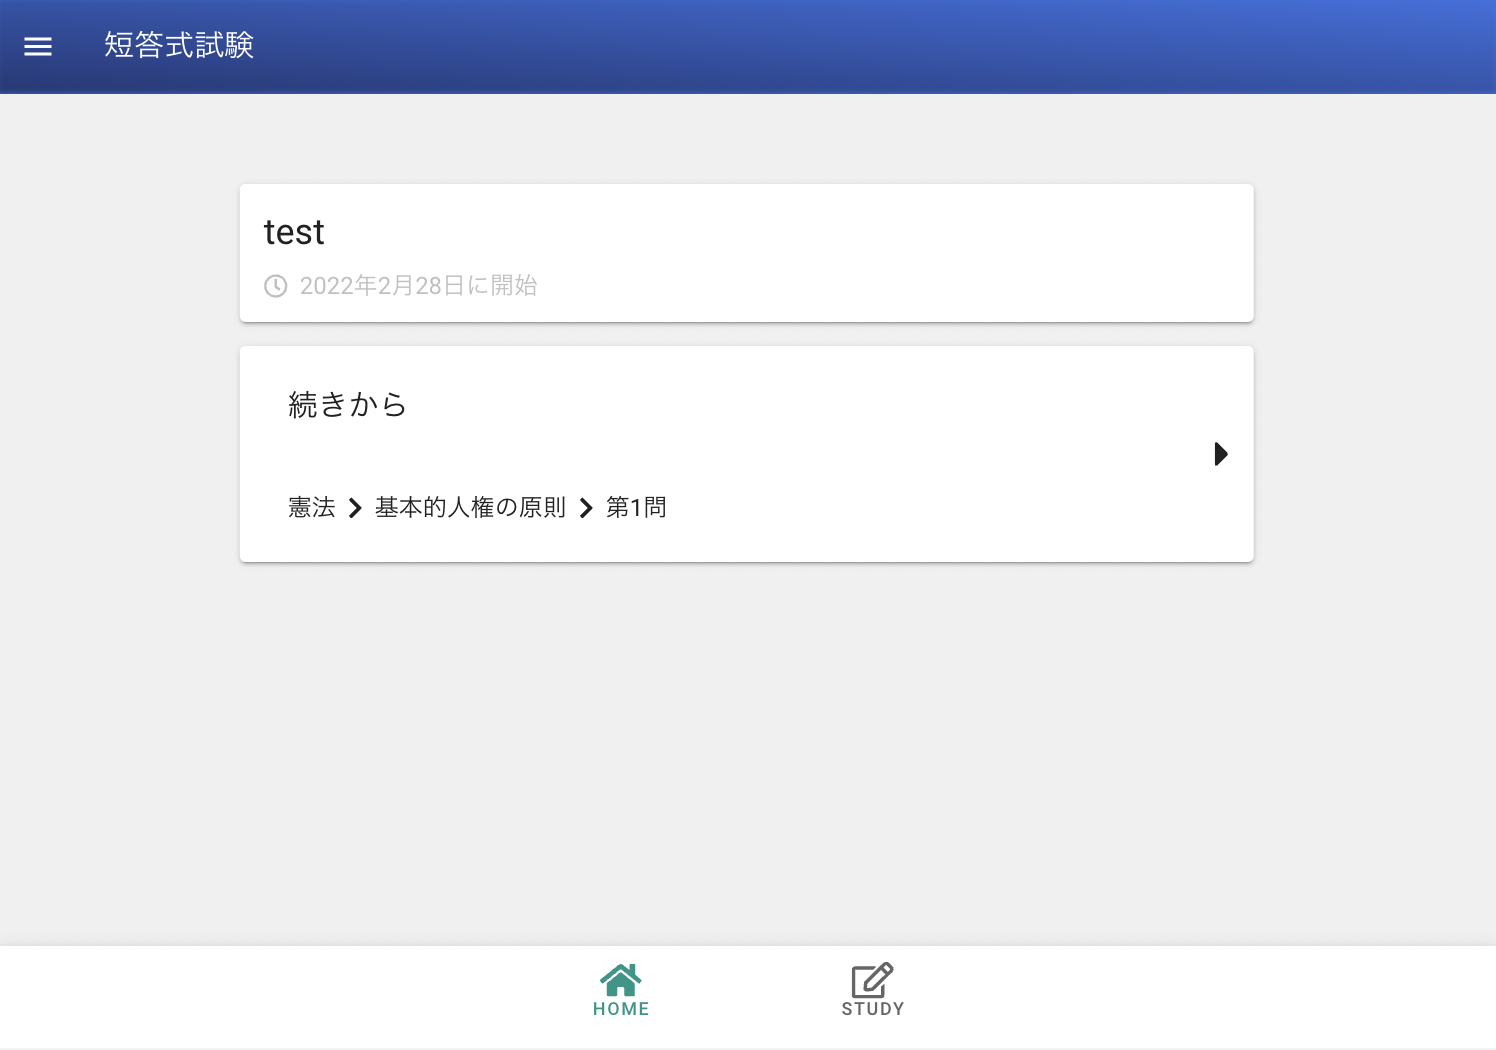 短答式試験
test
2022年2月28日に開始
続きから
憲法 基本的人権の原則 第1問
HOME
STUDY